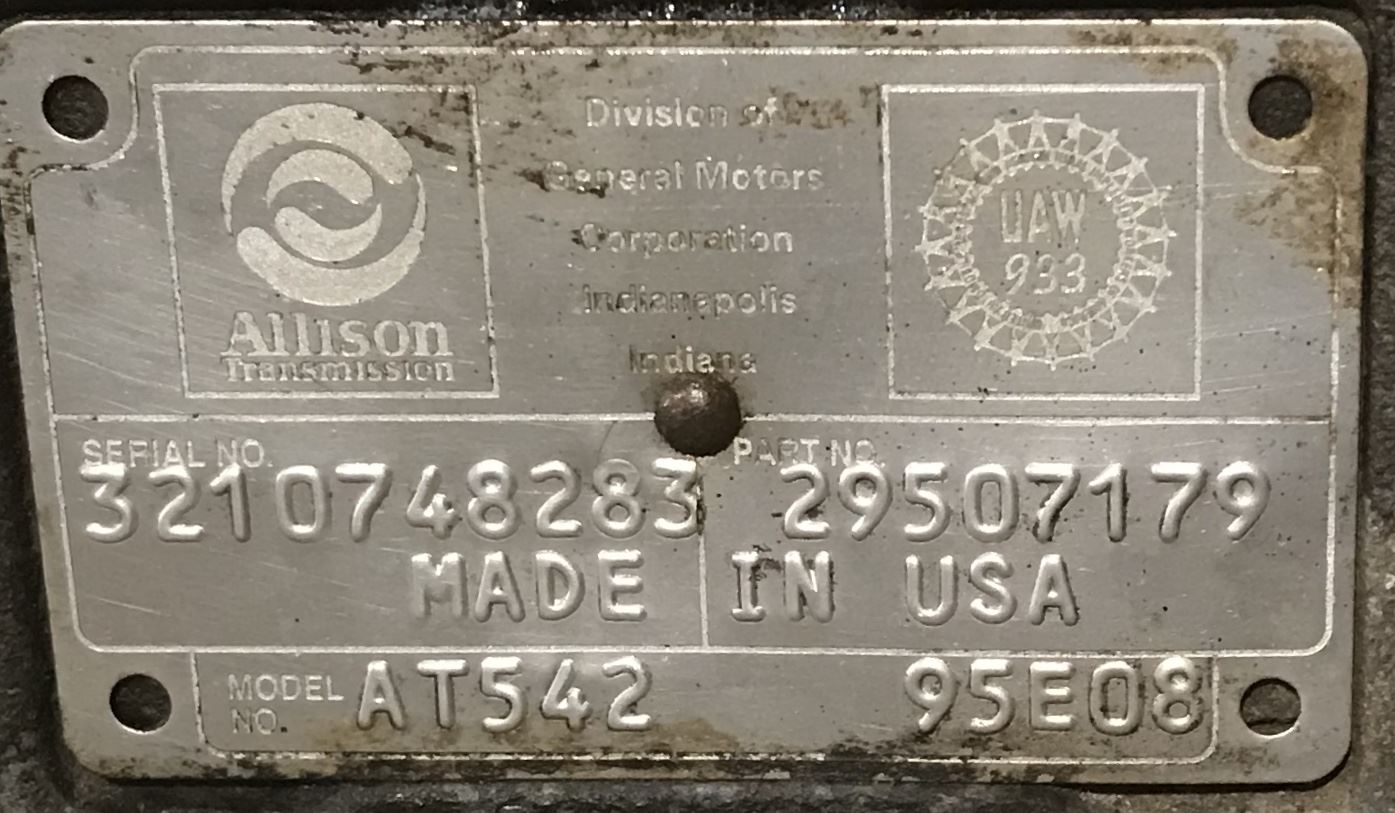 Division of
General Motors
Corporation
Indianapolis
Indiana
Allison
Transmission
UAW
933
SERIAL NO.
3210748283
PART NO.
29507179
MADE IN USA
MODEL NO. AT542
95E08